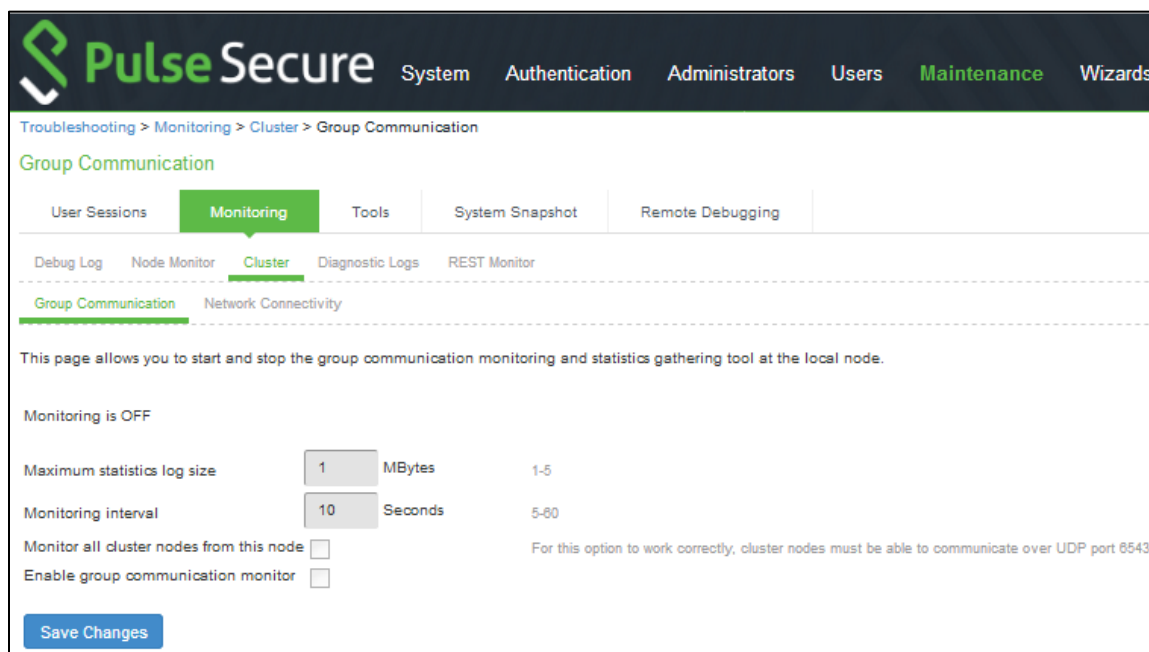 Pulse Secure System Authentication Administrators Users Maintenance Wizards
Troubleshooting > Monitoring > Cluster > Group Communication
Group Communication
User Sessions Monitoring Tools System Snapshot Remote Debugging
Debug Log Node Monitor Cluster Diagnostic Logs REST Monitor
Group Communication Network Connectivity
This page allows you to start and stop the group communication monitoring and statistics gathering tool at the local node.
Monitoring is OFF
Maximum statistics log size 1 MBytes 1-5
Monitoring interval 10 Seconds 5-60
Monitor all cluster nodes from this node For this option to work correctly, cluster nodes must be able to communicate over UDP port 6543
Enable group communication monitor
Save Changes